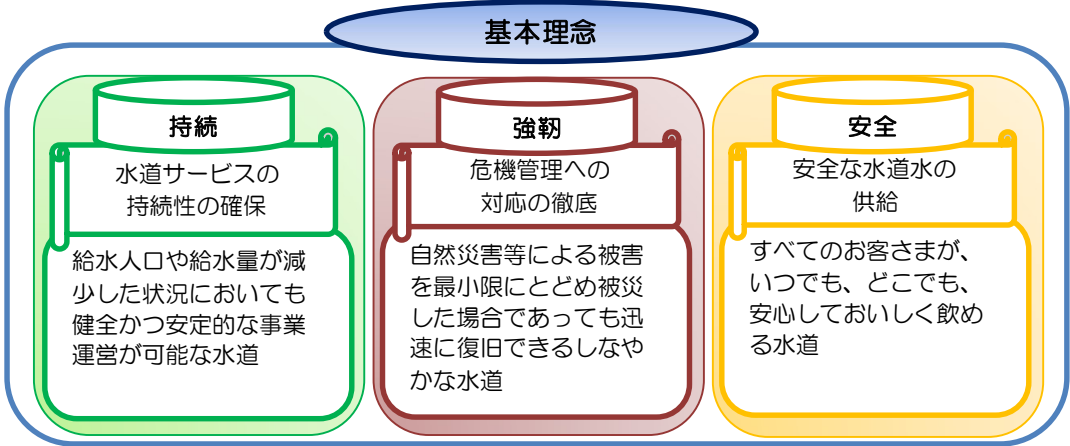 基本理念
持続
水道サービスの
持続性の確保
給水人口や給水量が減
少した状況においても
健全かつ安定的な事業
運営が可能な水道
強靭
危機管理への
対応の徹底
自然災害等による被害
を最小限にとどめ被災
した場合であっても迅
速に復旧できるしなや
かな水道
安全
安全な水道水の
供給
すべてのお客さまが、
いつでも、どこでも、
安心しておいしく飲め
る水道